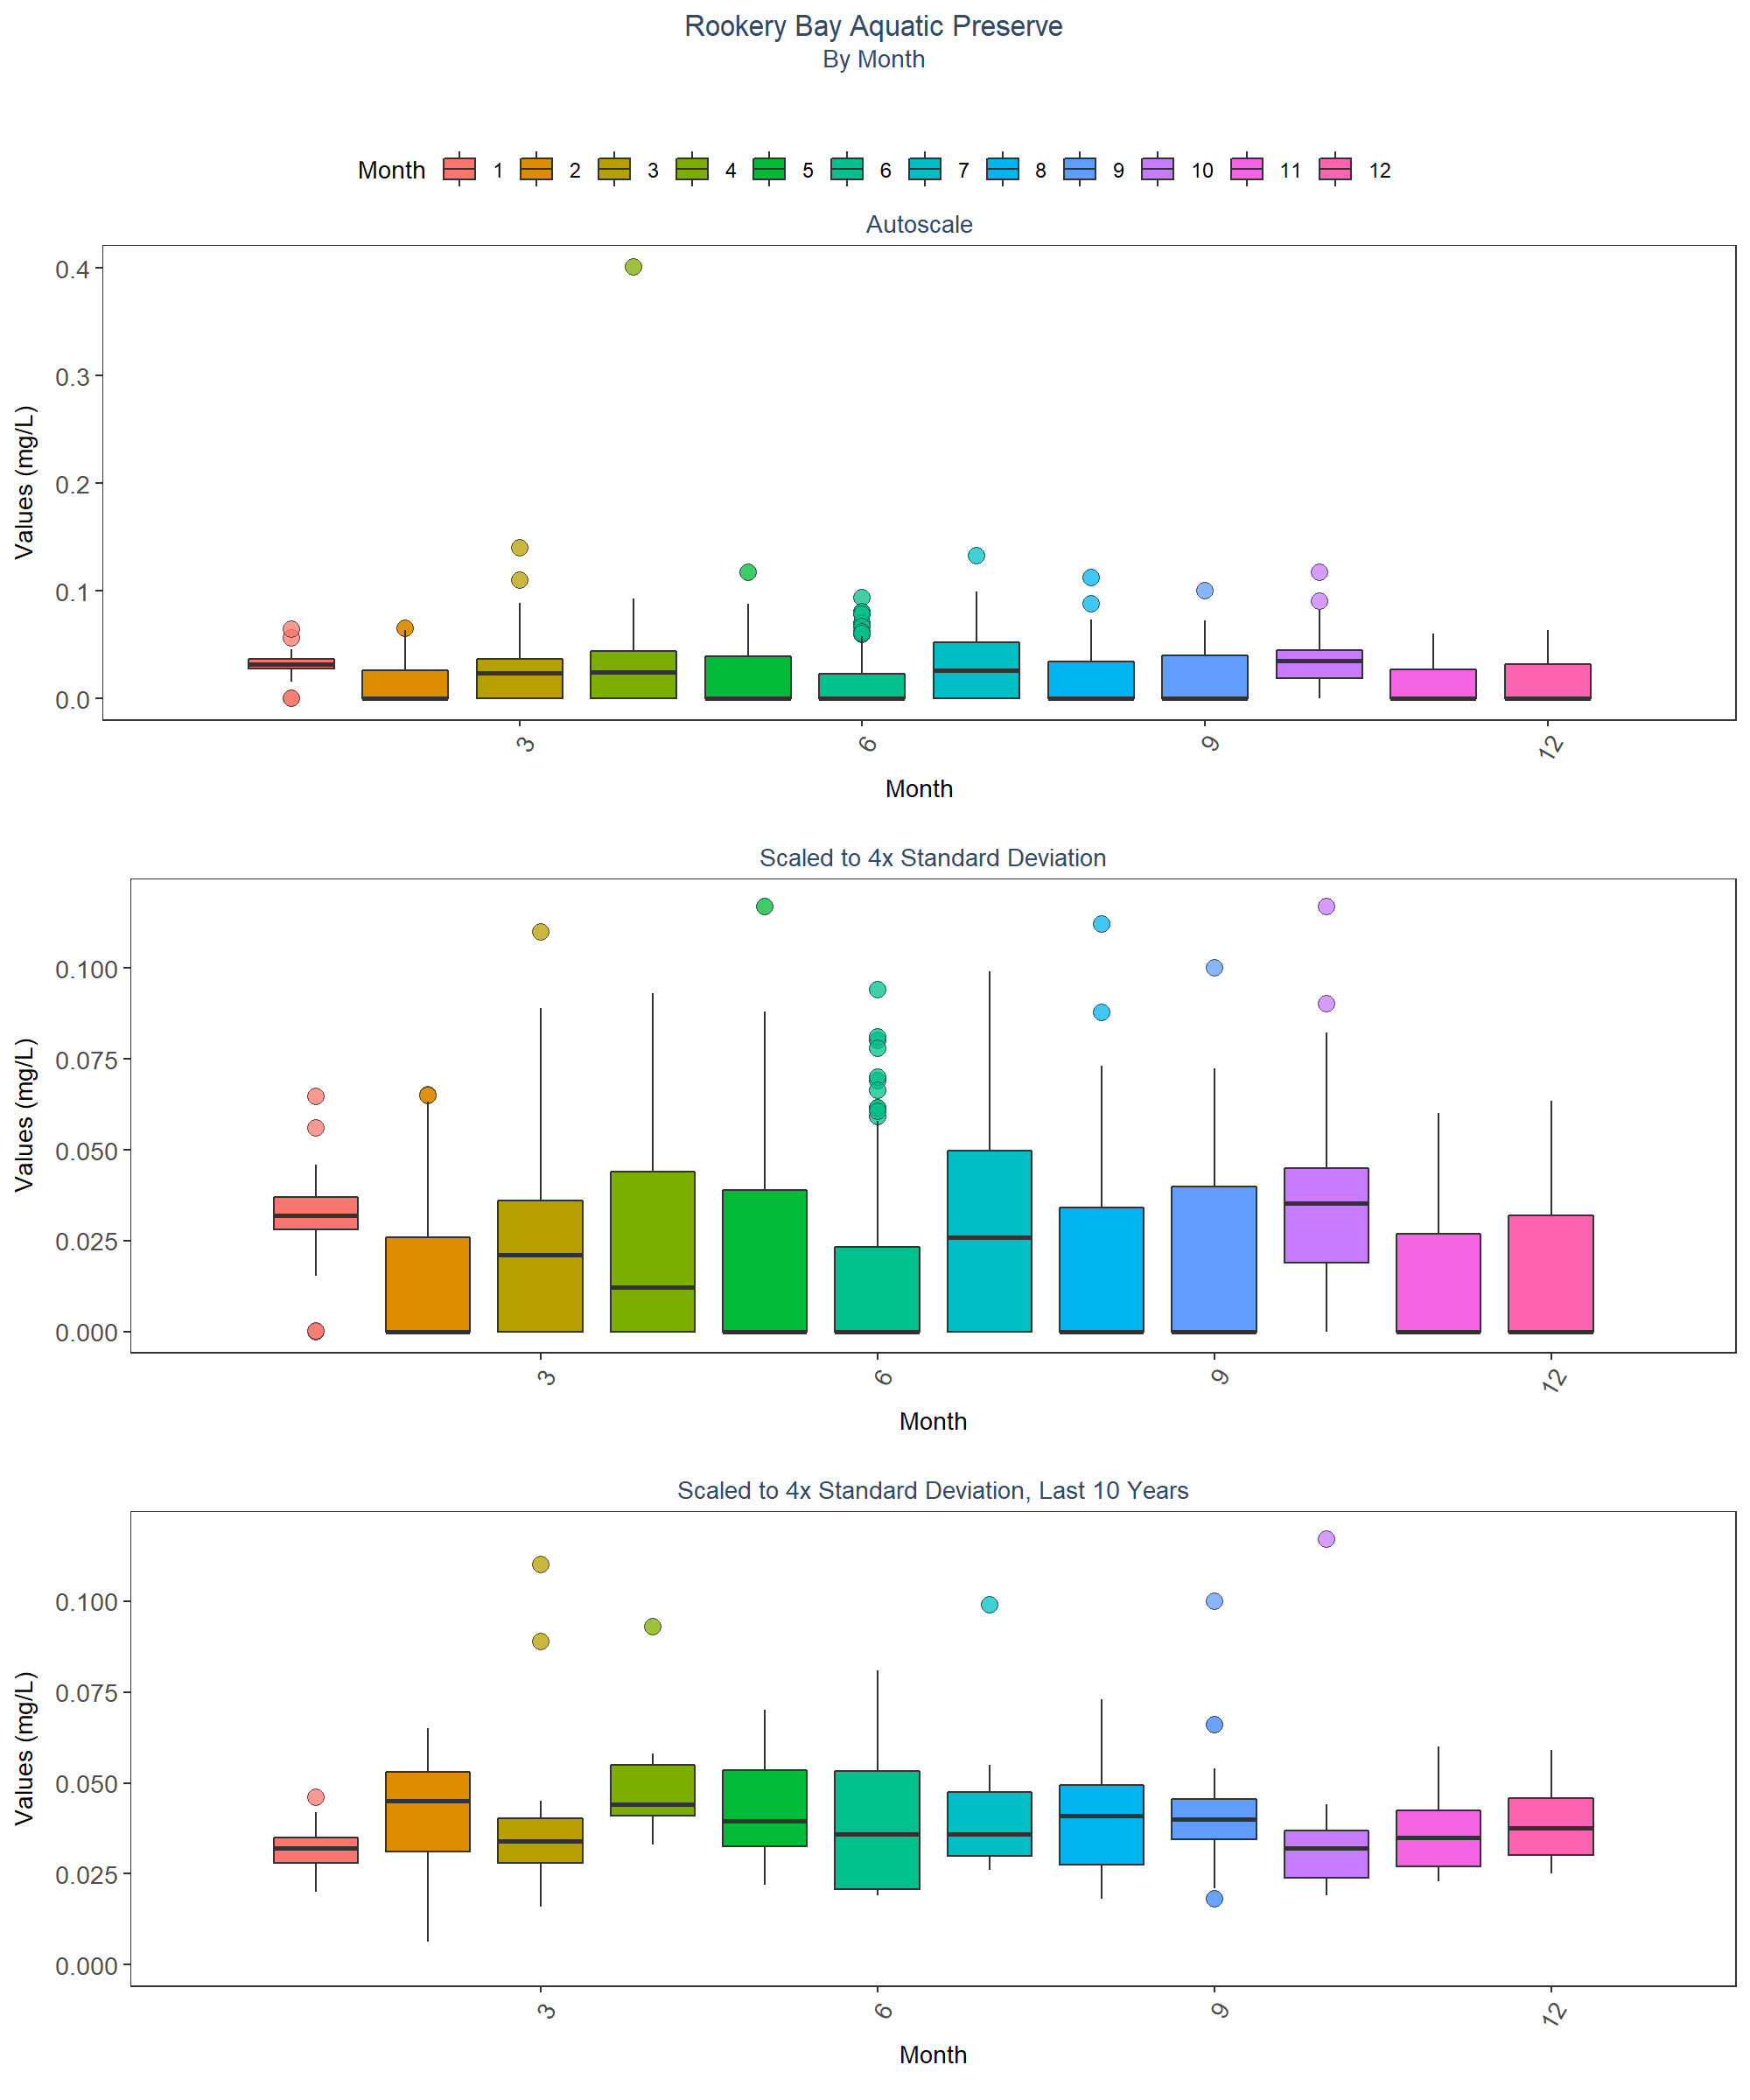 Rookery Bay Aquatic Preserve
By Month
Month 1 2 3 4 5 6 7 8 9 10 11 12
Autoscale
Values (mg/L)
0.4
0.3
0.2
0.1
0.0
3 6 9 12
Month
Scaled to 4x Standard Deviation
Values (mg/L)
0.100
0.075
0.050
0.025
0.000
3 6 9 12
Month
Scaled to 4x Standard Deviation, Last 10 Years
Values (mg/L)
0.100
0.075
0.050
0.025
0.000
3 6 9 12
Month